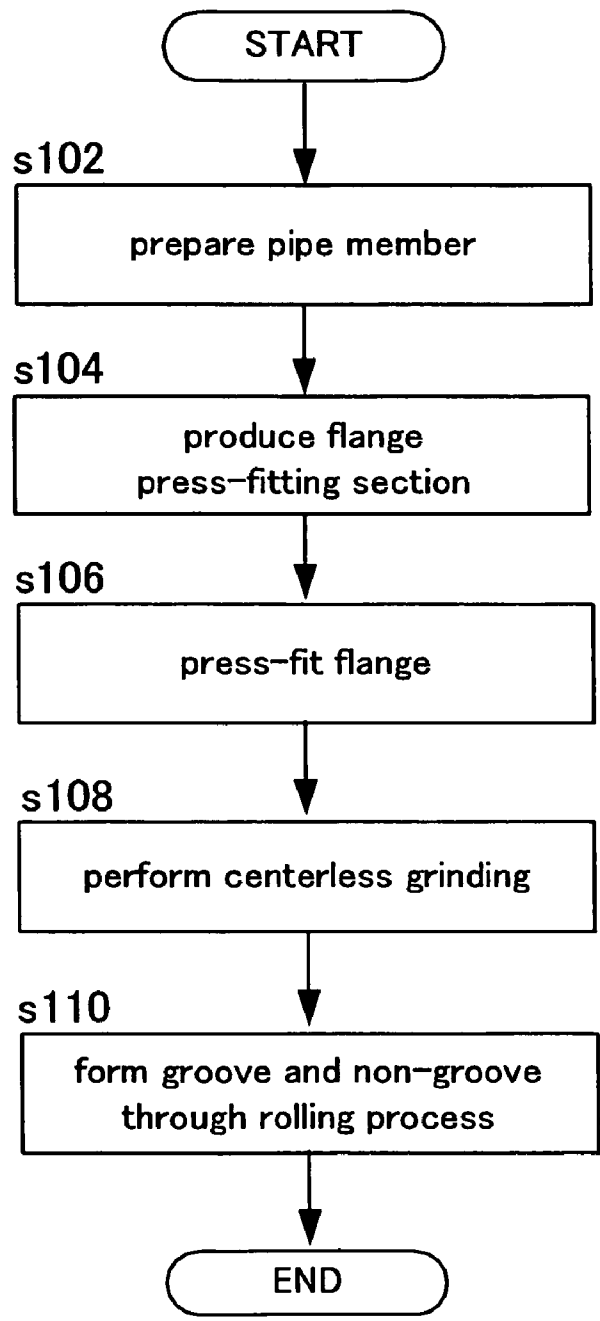 START
s102
prepare pipe member
s104
produce flange
press-fitting section
s106
press-fit flange
s108
perform centerless grinding
s110
form groove and non-groove
through rolling process
END